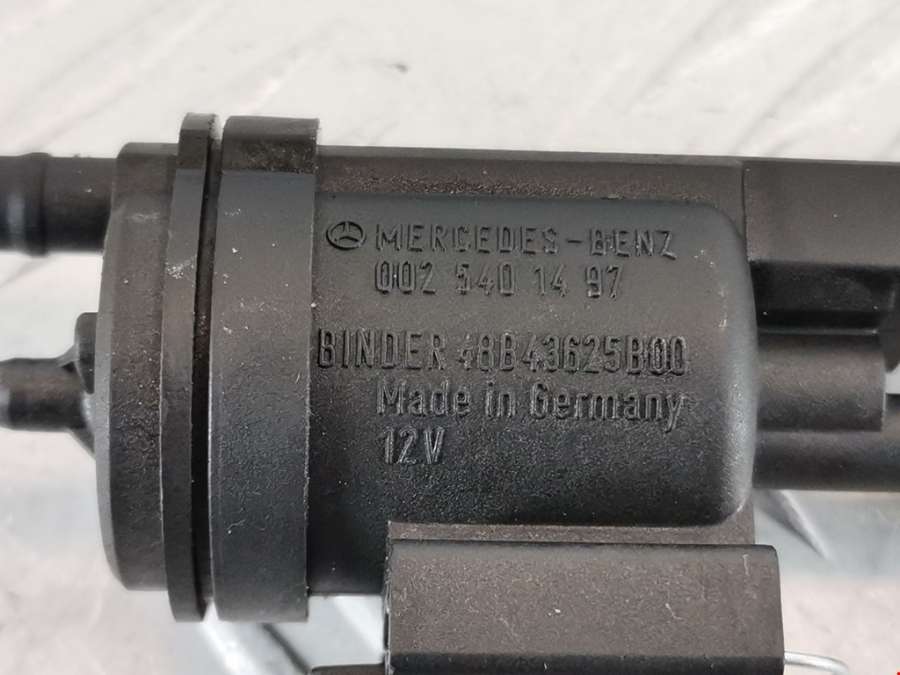 MERCEDES-BENZ
002 540 14 97
BINDER 48B43625B00
Made in Germany
12V